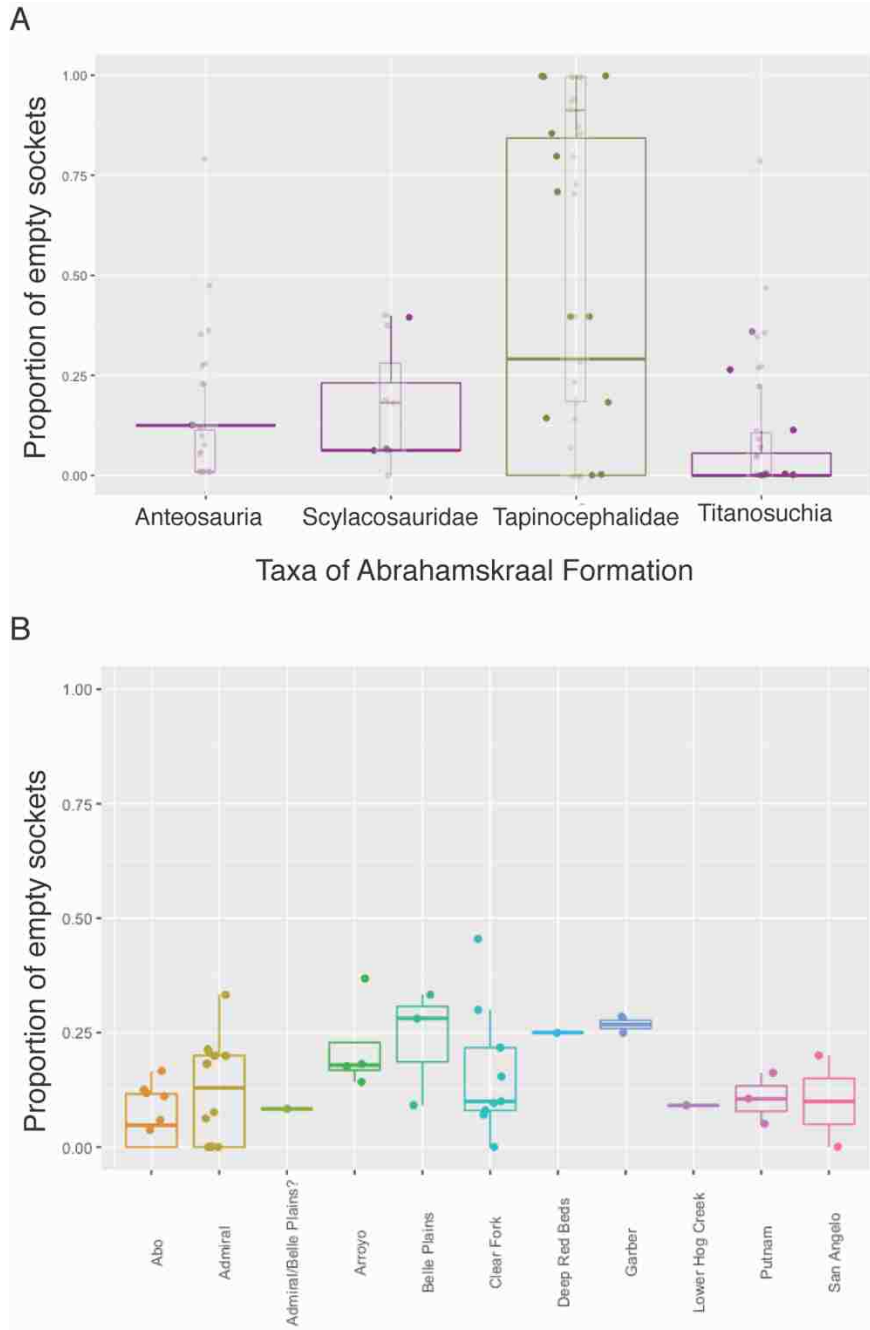 A
Proportion of empty sockets
1.00
0.75
0.50
0.25
0.00
Anteosauria
Scylacosauridae
Tapinocephalidae
Titanosuchia
Taxa of Abrahamskraal Formation
B
Proportion of empty sockets
1.00
0.75
0.50
0.25
0.00
Abo
Admiral
Admiral/Belle Plains?
Arroyo
Belle Plains
Clear Fork
Deep Red Beds
Garber
Lower Hog Creek
Putnam
San Angelo